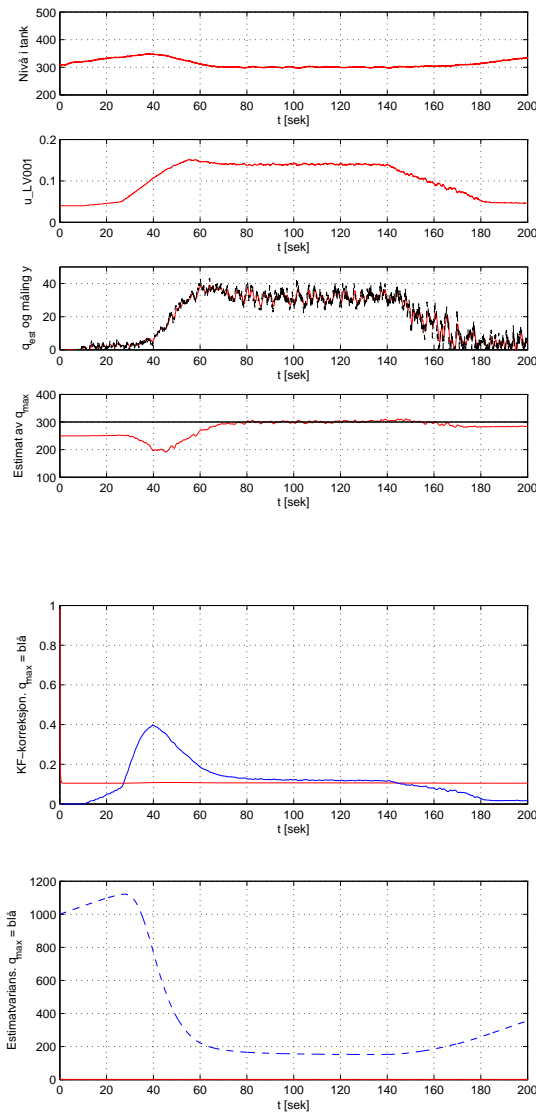 500
400
300
200
0 20 40 60 80 100 120 140 160 180 200
Nivå i tank
t [sek]
0.2
0.1
0
0 20 40 60 80 100 120 140 160 180 200
u_LV001
t [sek]
40
20
0
0 20 40 60 80 100 120 140 160 180 200
q_est og måling y
t [sek]
400
300
200
100
0 20 40 60 80 100 120 140 160 180 200
Estimat av q_max
t [sek]
1
0.8
0.6
0.4
0.2
0
0 20 40 60 80 100 120 140 160 180 200
KF−korreksjon. q_max = blå
t [sek]
1200
1000
800
600
400
200
0
0 20 40 60 80 100 120 140 160 180 200
Estimatvarians. q_max = blå
t [sek]